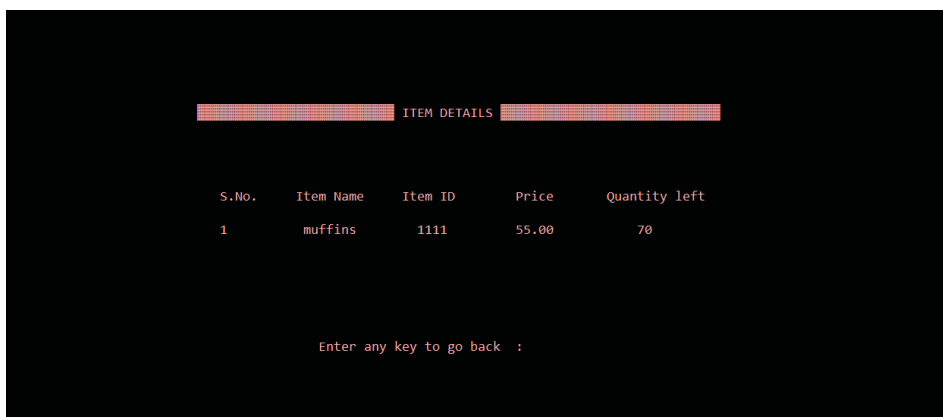 ITEM DETAILS
S.No. Item Name Item ID Price Quantity left
1 muffins 1111 55.00 70
Enter any key to go back :